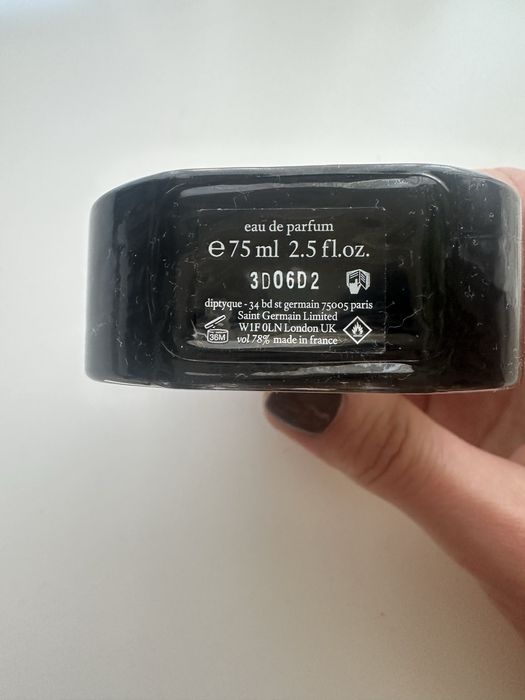 eau de parfum
℮ 75 ml 2.5 fl.oz.
3D06D2
diptyque - 34 bd st germain 75005 paris
Saint Germain Limited
W1F 0LN London UK
36M vol 78% made in france